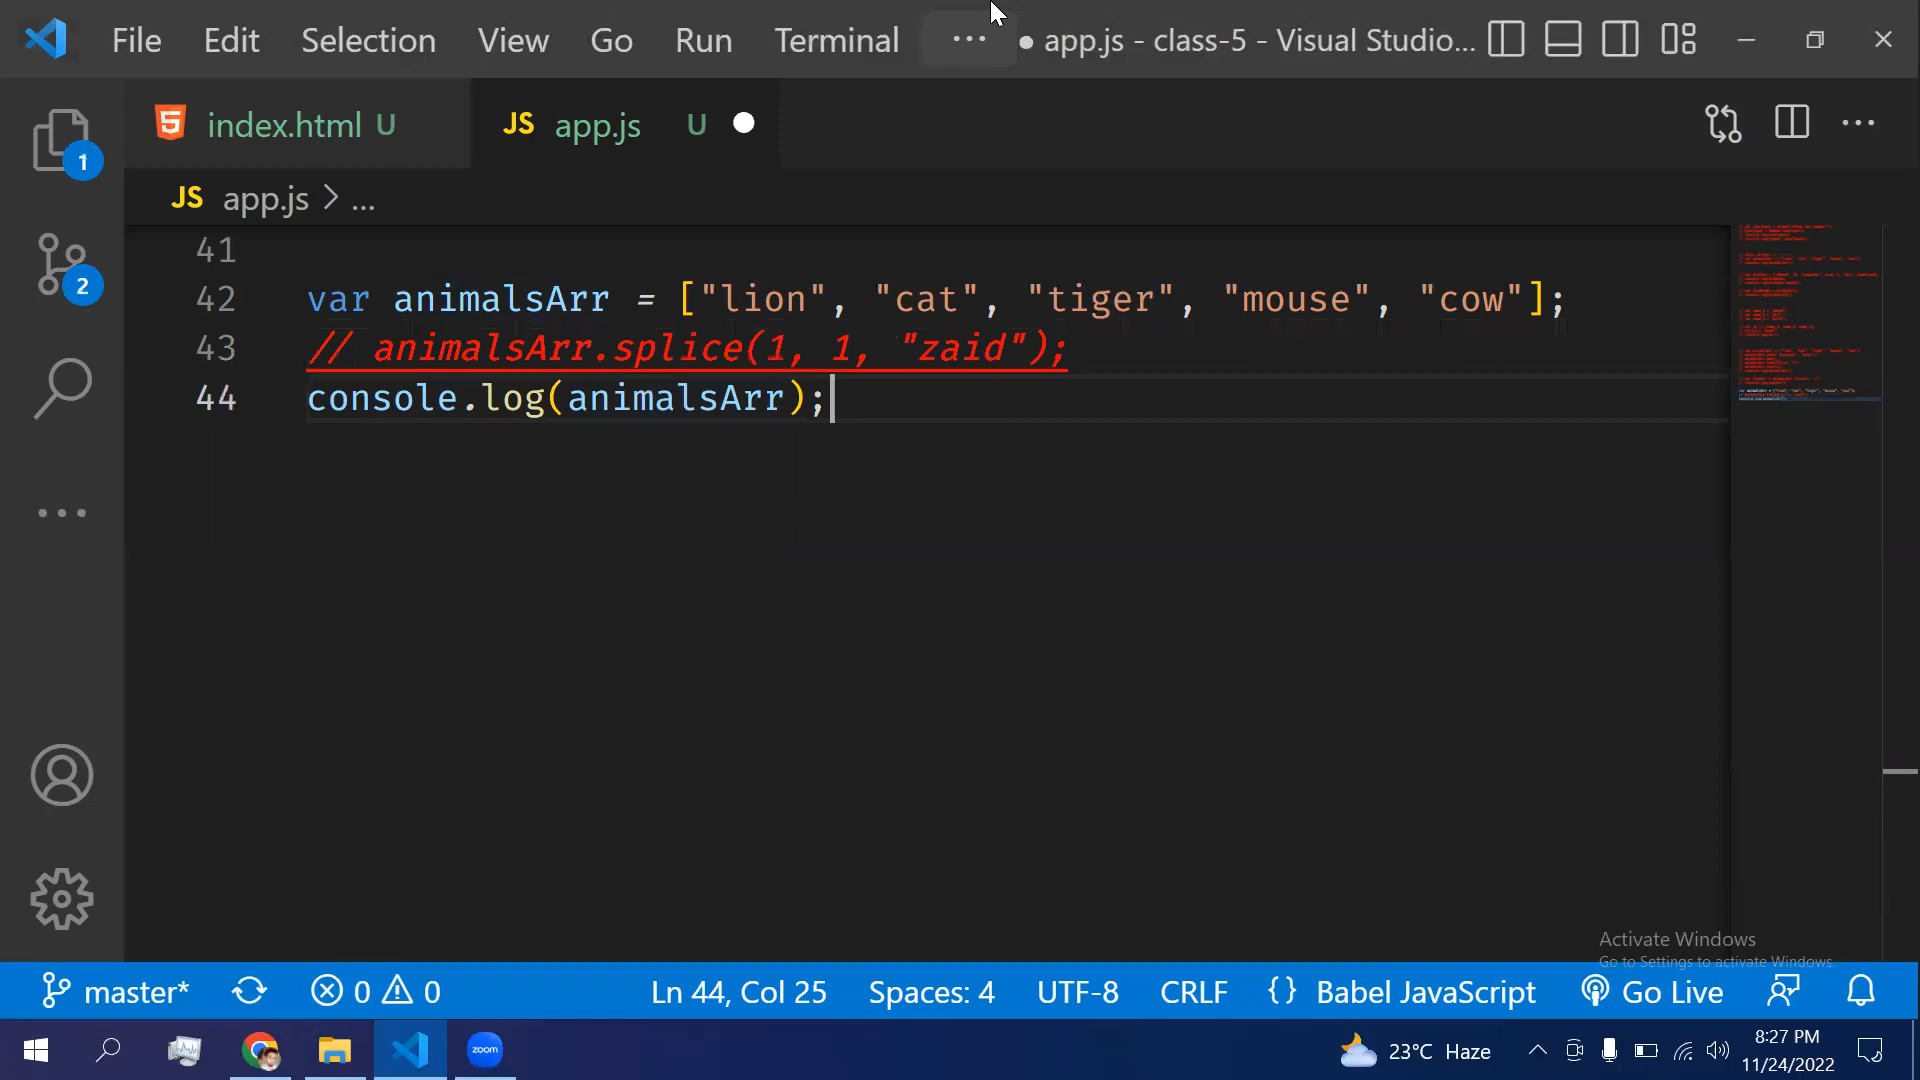 File Edit Selection View Go Run Terminal ··· ● app.js - class-5 - Visual Studio...
index.html U JS app.js U
JS app.js > ...
41
42 var animalsArr = ["lion", "cat", "tiger", "mouse", "cow"];
43 // animalsArr.splice(1, 1, "zaid");
44 console.log(animalsArr);
1
2
Activate Windows
Go to Settings to activate Windows.
master* 0 0 Ln 44, Col 25 Spaces: 4 UTF-8 CRLF {} Babel JavaScript Go Live
zoom 23°C Haze 8:27 PM
11/24/2022